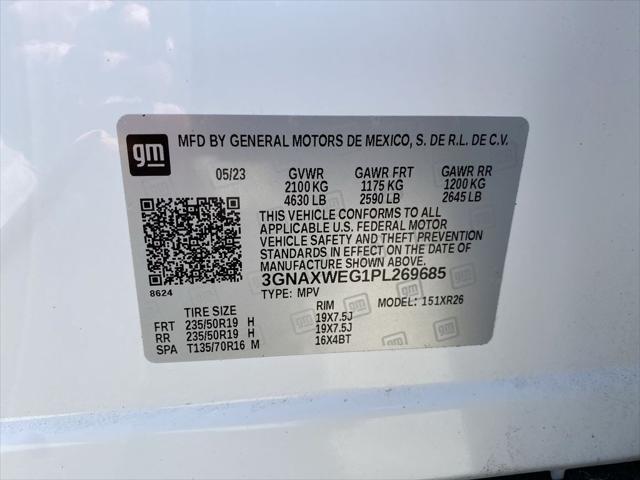 gm MFD BY GENERAL MOTORS DE MEXICO, S. DE R.L. DE C.V.
05/23 GVWR GAWR FRT GAWR RR
2100 KG 1175 KG 1200 KG
4630 LB 2590 LB 2645 LB
THIS VEHICLE CONFORMS TO ALL
APPLICABLE U.S. FEDERAL MOTOR
VEHICLE SAFETY AND THEFT PREVENTION
STANDARDS IN EFFECT ON THE DATE OF
MANUFACTURE SHOWN ABOVE.
3GNAXWEG1PL269685
8624 TYPE: MPV MODEL: 151XR26
TIRE SIZE RIM
FRT 235/50R19 H 19X7.5J
RR 235/50R19 H 19X7.5J
SPA T135/70R16 M 16X4BT